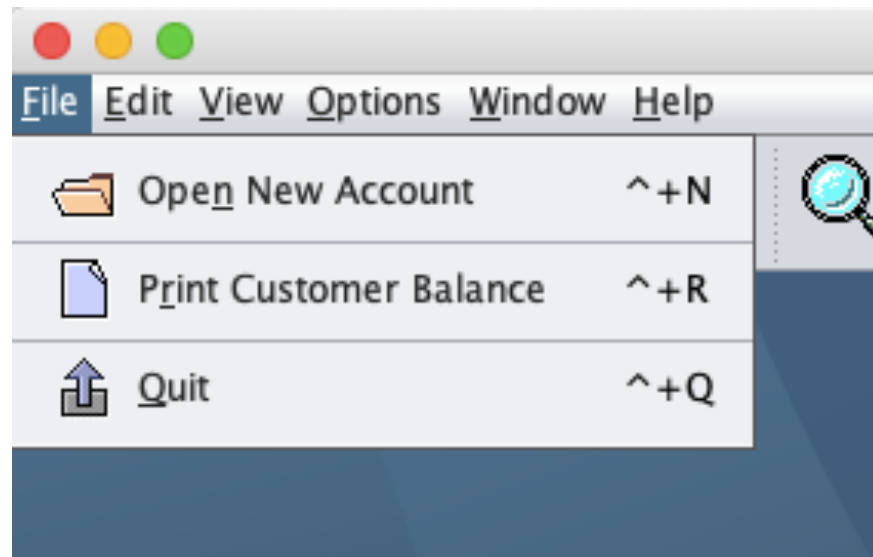 File Edit View Options Window Help
Open New Account ^+N
Print Customer Balance ^+R
Quit ^+Q